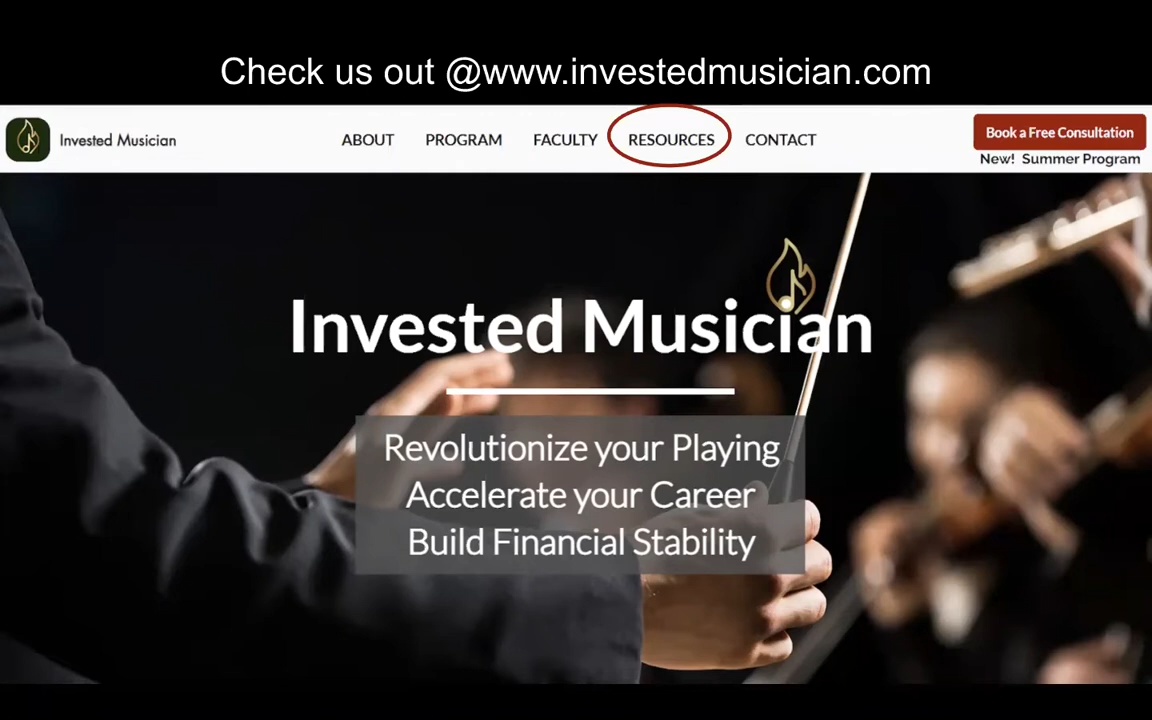 Check us out @www.investedmusician.com
Invested Musician ABOUT PROGRAM FACULTY RESOURCES CONTACT Book a Free Consultation
New! Summer Program
Invested Musician
Revolutionize your Playing
Accelerate your Career
Build Financial Stability